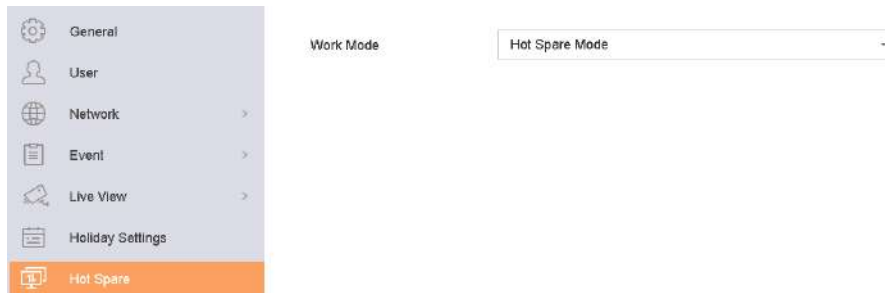 General
User
Network
Event
Live View
Holiday Settings
Hot Spare
Work Mode
Hot Spare Mode